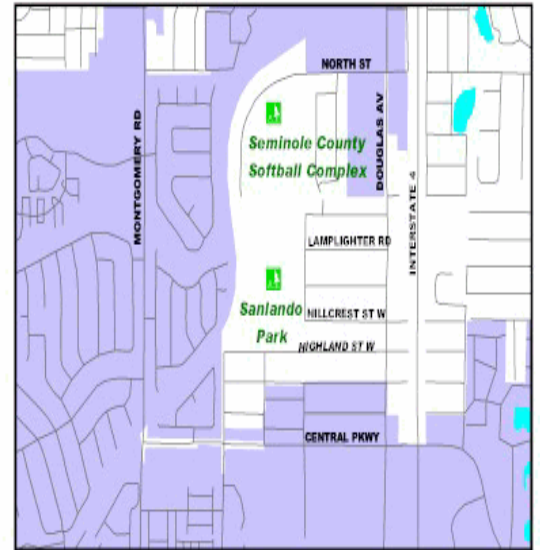 NORTH ST
MONTGOMERY RD
DOUGLAS AV
INTERSTATE 4
Seminole County
Softball Complex
LAMPLIGHTER RD
Sanlando
Park
HILLCREST ST W
HIGHLAND ST W
CENTRAL PKWY